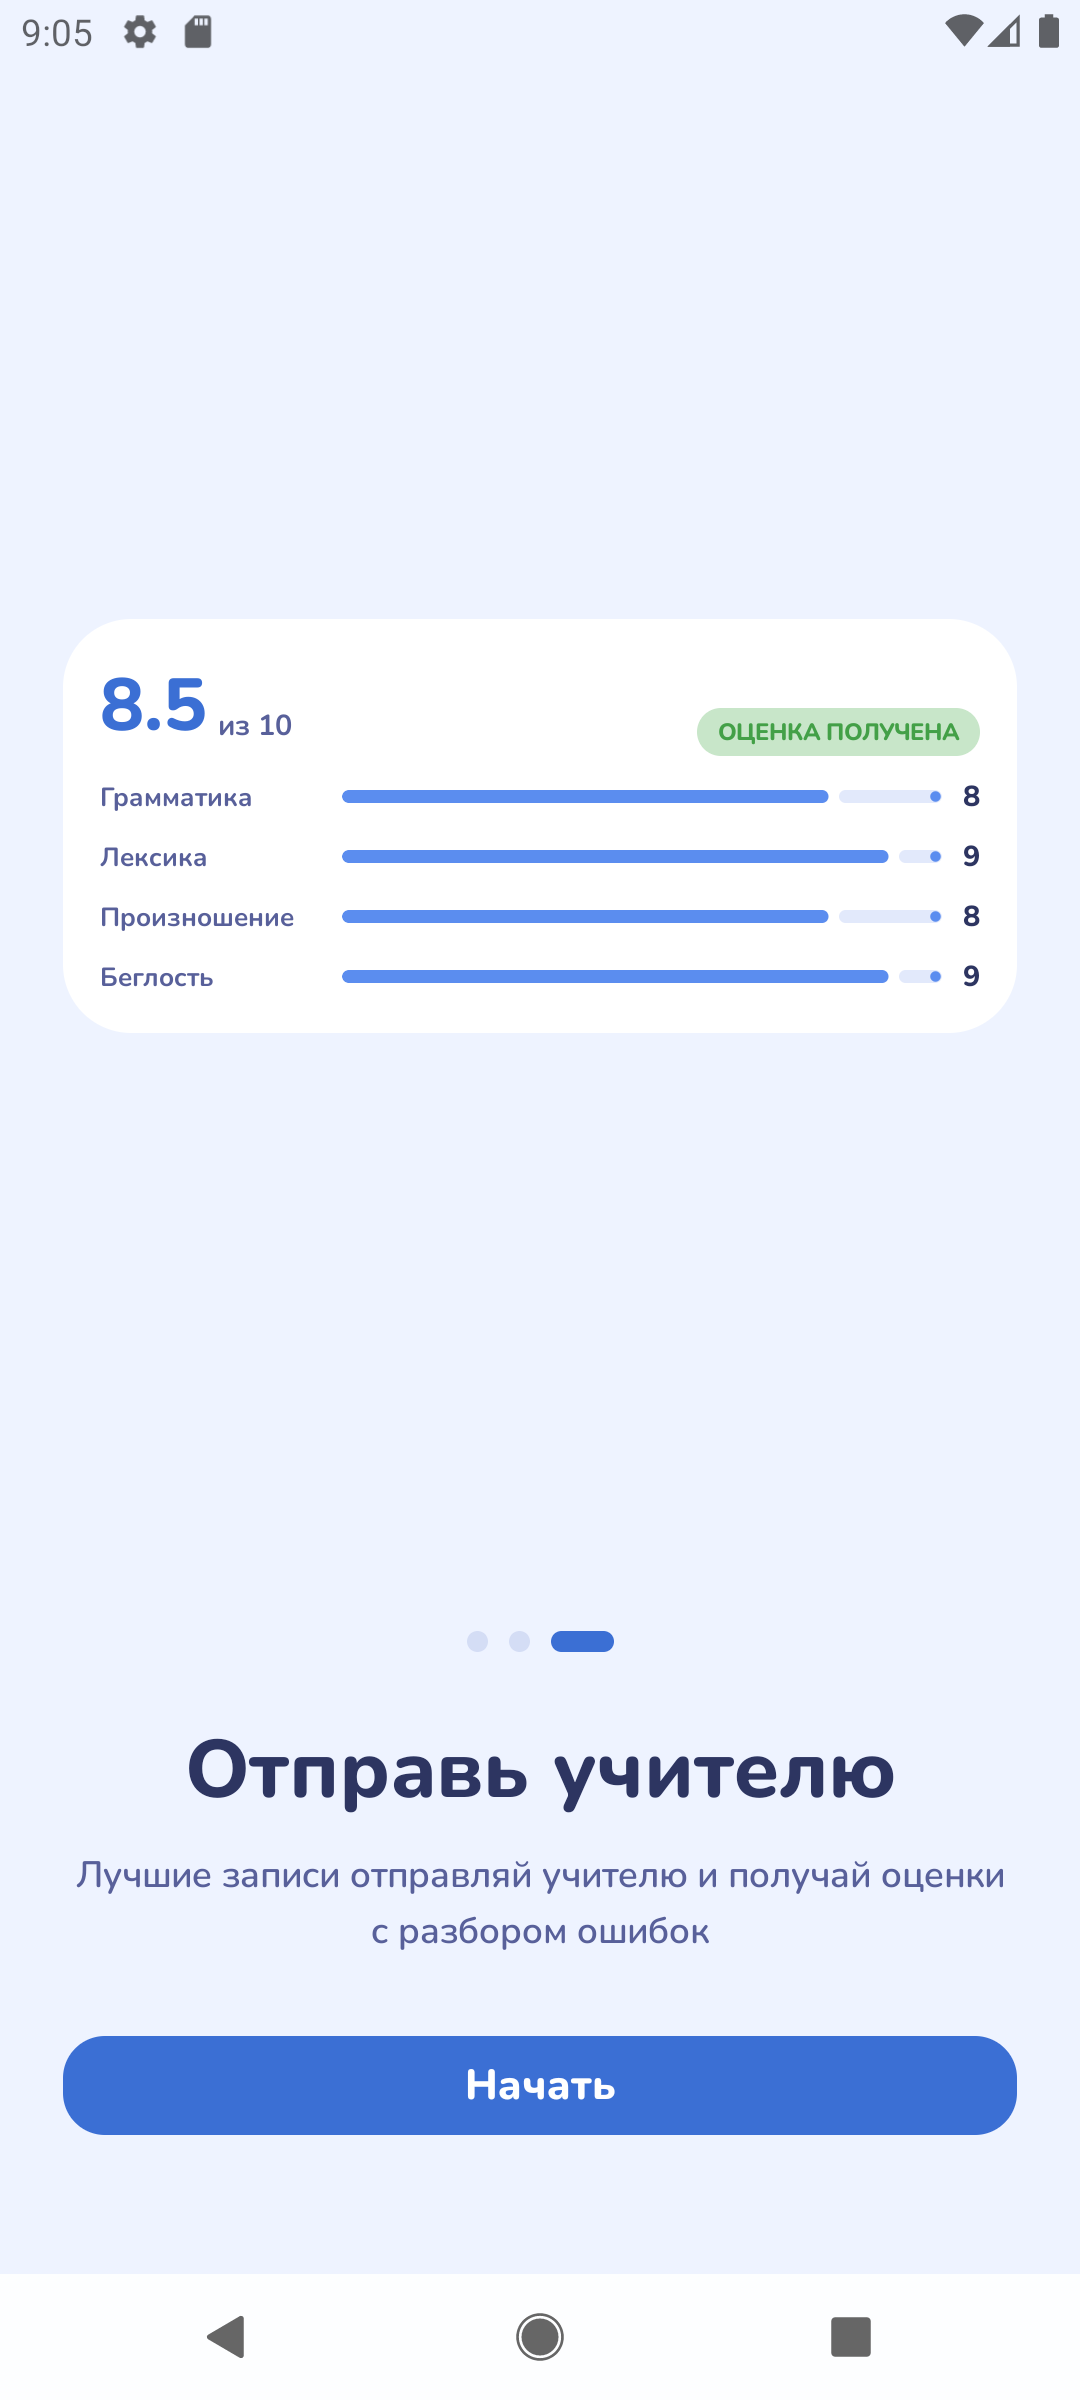 9:05
8.5 из 10
ОЦЕНКА ПОЛУЧЕНА
Грамматика 8
Лексика 9
Произношение 8
Беглость 9
Отправь учителю
Лучшие записи отправляй учителю и получай оценки
с разбором ошибок
Начать